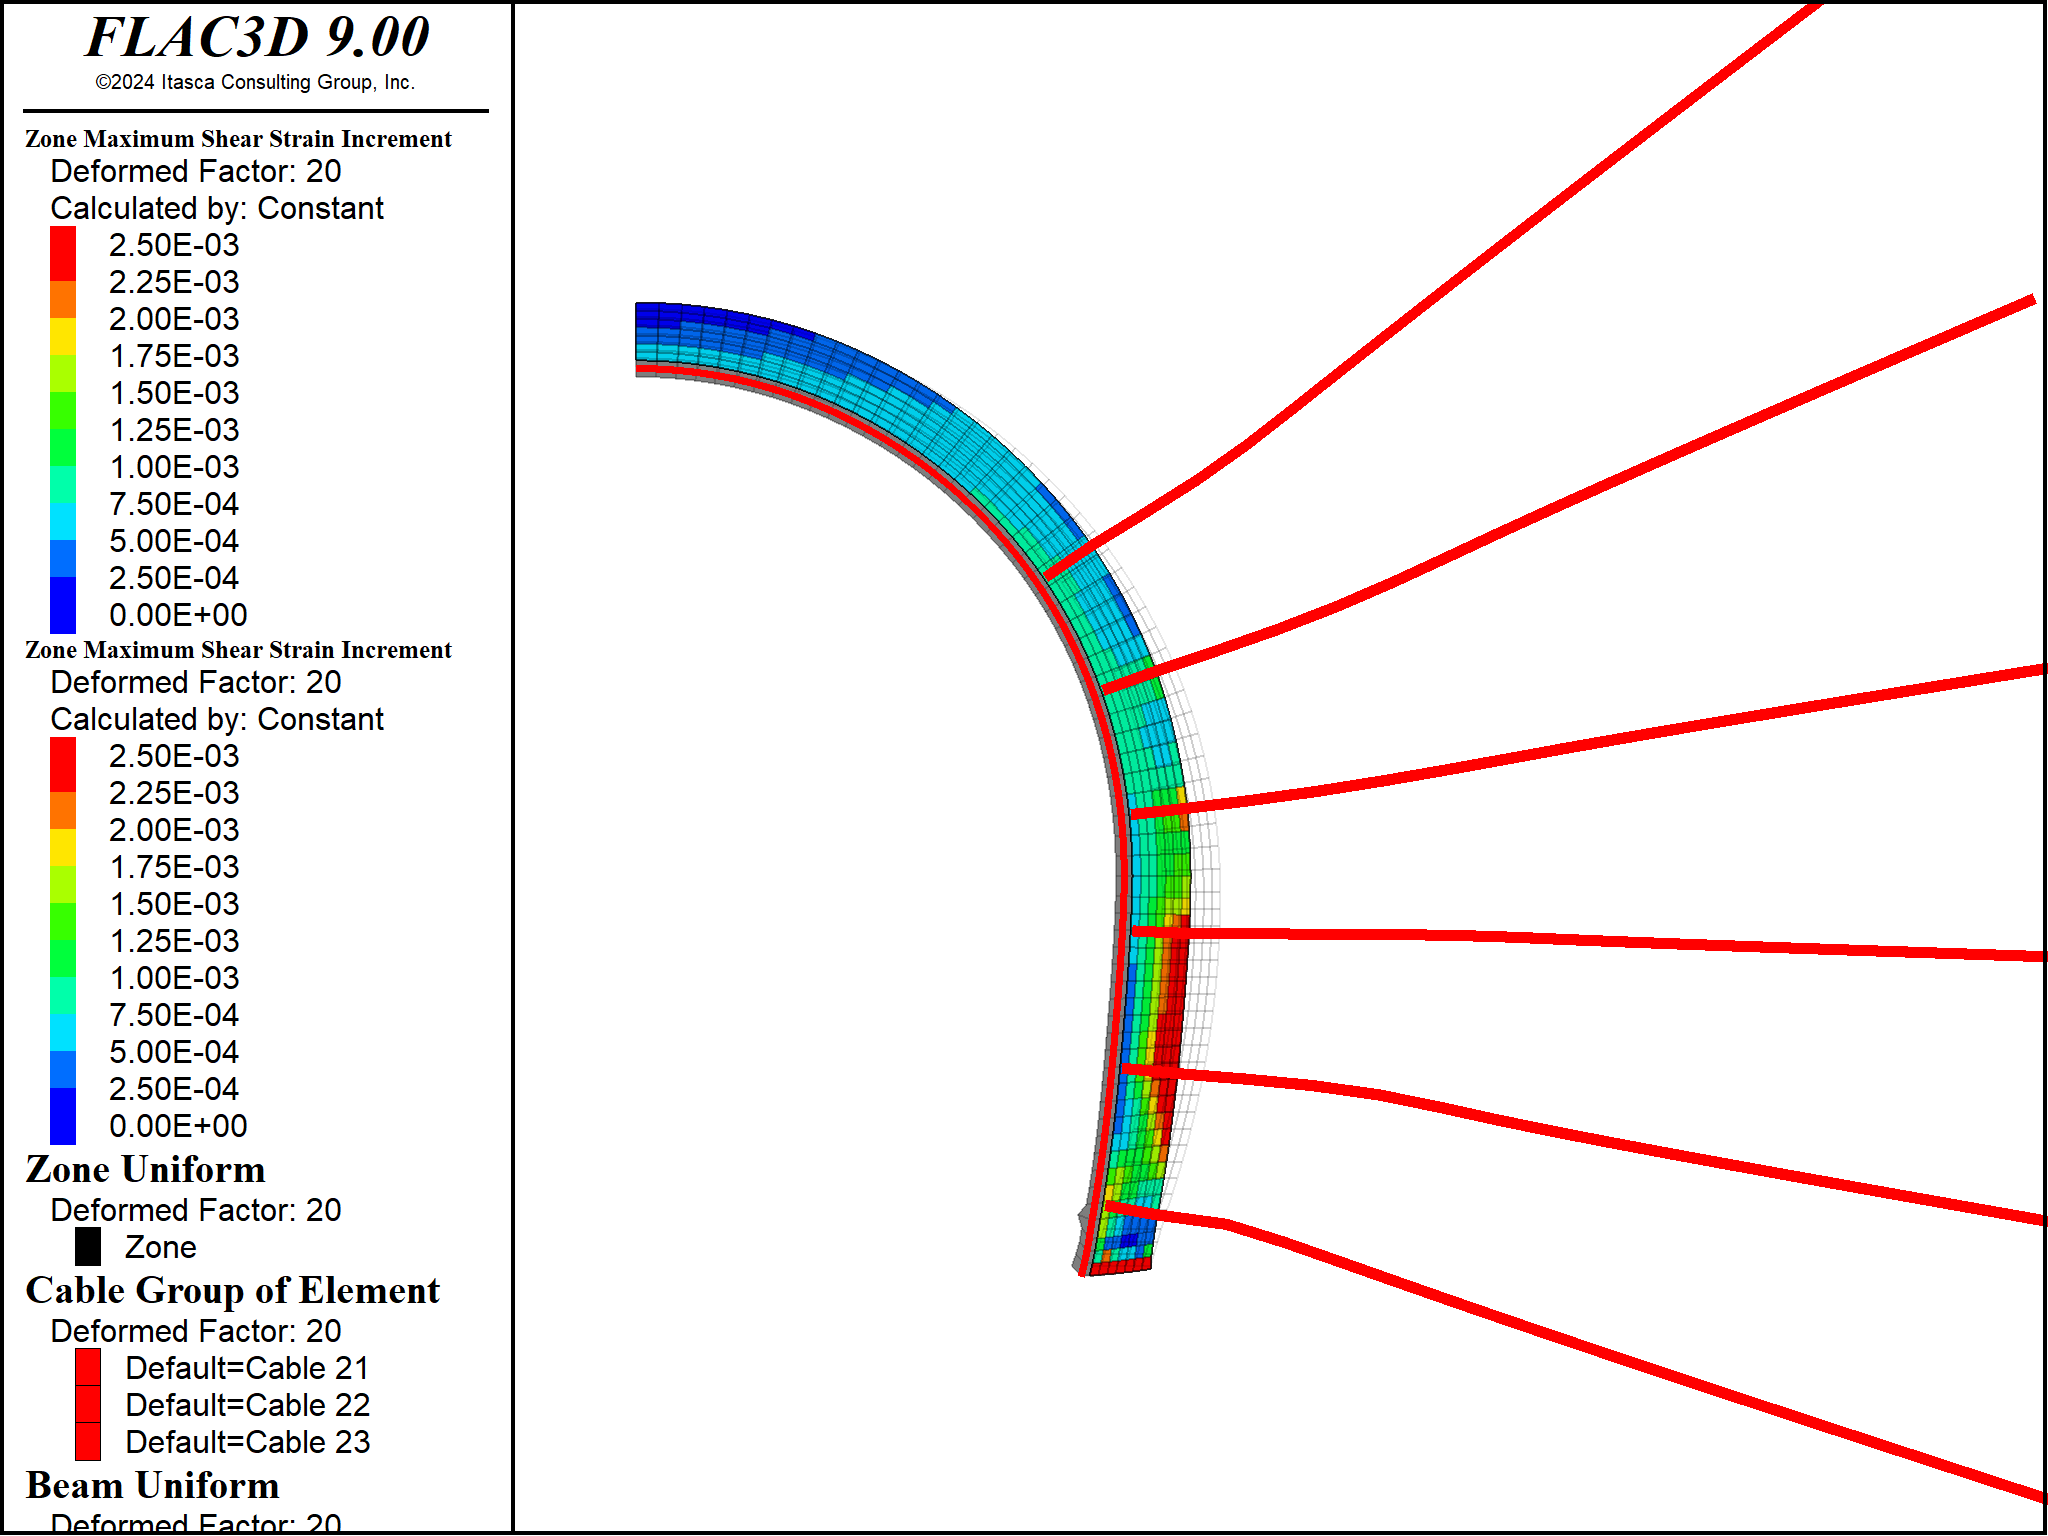 FLAC3D 9.00
©2024 Itasca Consulting Group, Inc.
Zone Maximum Shear Strain Increment
Deformed Factor: 20
Calculated by: Constant
2.50E-03
2.25E-03
2.00E-03
1.75E-03
1.50E-03
1.25E-03
1.00E-03
7.50E-04
5.00E-04
2.50E-04
0.00E+00
Zone Maximum Shear Strain Increment
Deformed Factor: 20
Calculated by: Constant
2.50E-03
2.25E-03
2.00E-03
1.75E-03
1.50E-03
1.25E-03
1.00E-03
7.50E-04
5.00E-04
2.50E-04
0.00E+00
Zone Uniform
Deformed Factor: 20
Zone
Cable Group of Element
Deformed Factor: 20
Default=Cable 21
Default=Cable 22
Default=Cable 23
Beam Uniform
Deformed Factor: 20